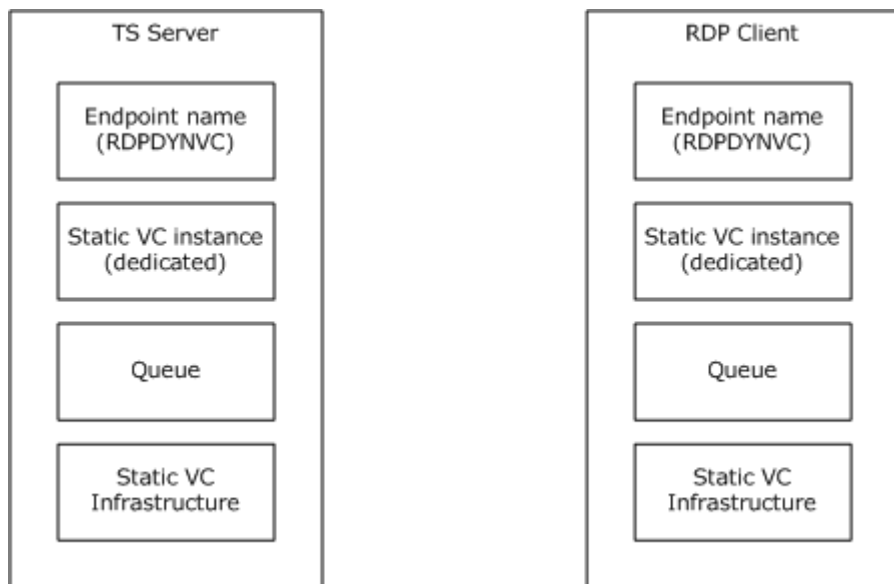 TS Server
Endpoint name
(RDPDYNVC)
Static VC instance
(dedicated)
Queue
Static VC
Infrastructure
RDP Client
Endpoint name
(RDPDYNVC)
Static VC instance
(dedicated)
Queue
Static VC
Infrastructure